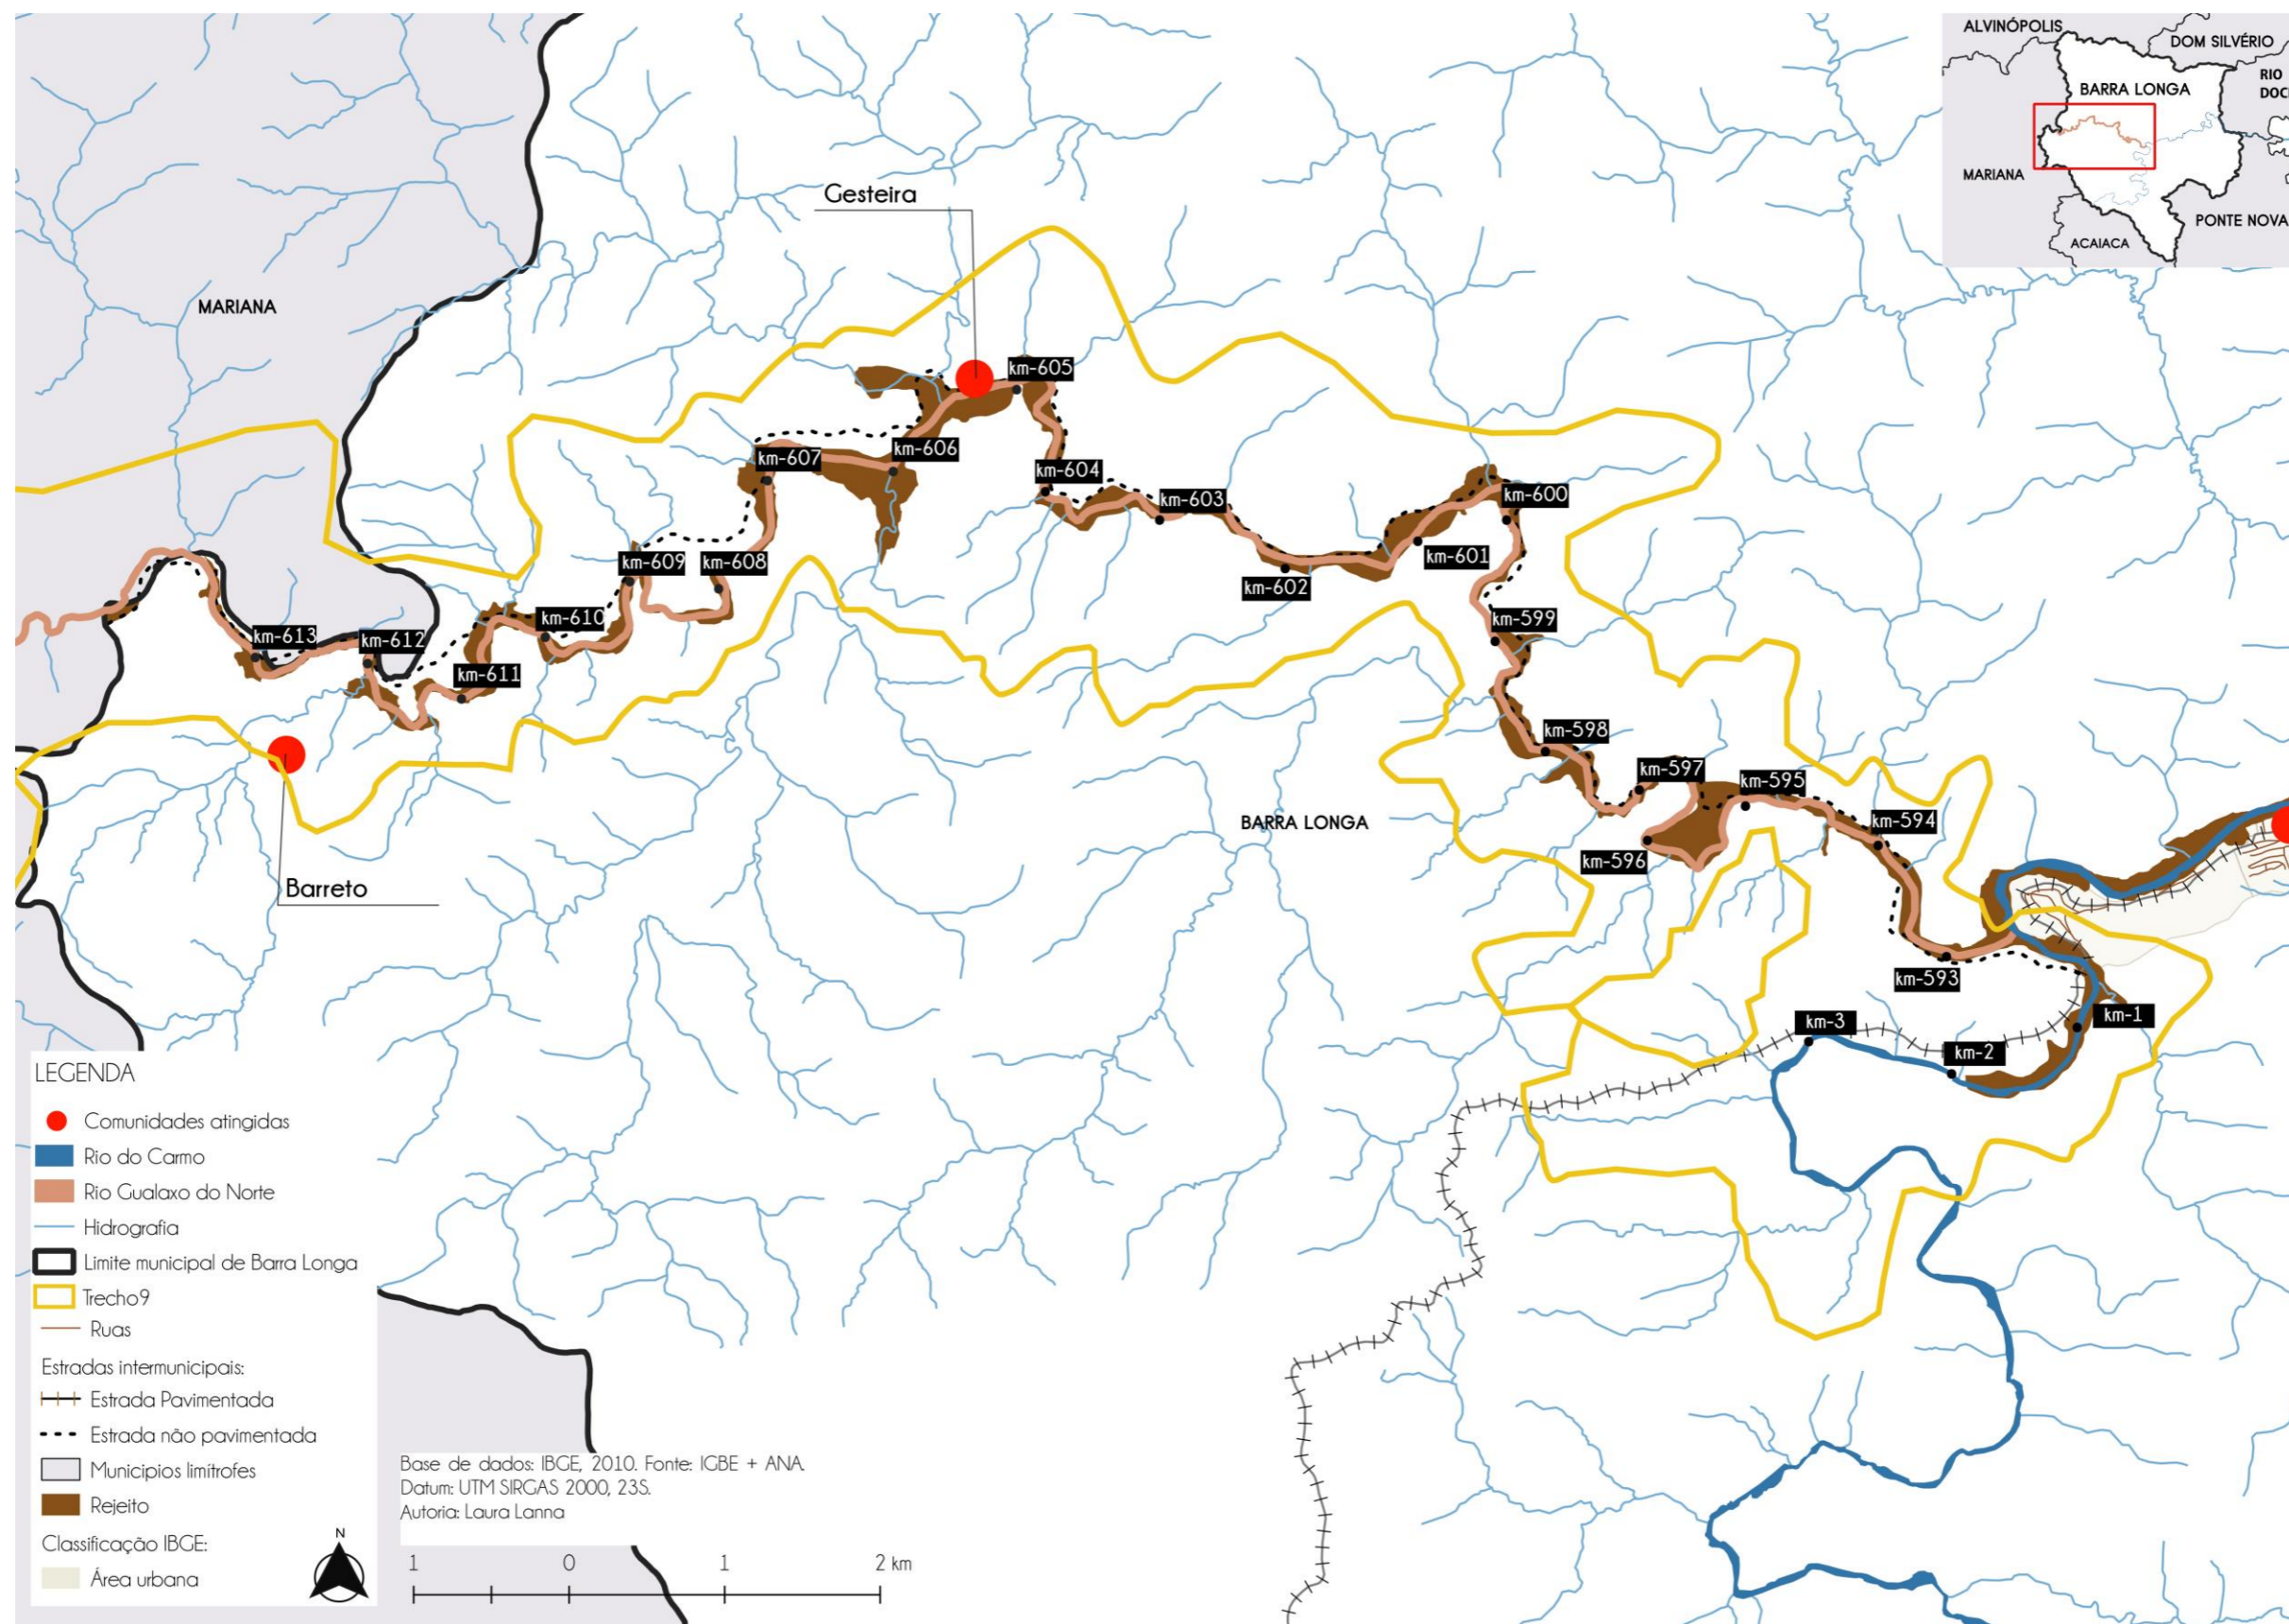 ALVINÓPOLIS
DOM SILVÉRIO
RIO
BARRA LONGA
MARIANA
PONTE NOVA
ACAIACA
Gesteira
MARIANA
km-605
km-606
km-607
km-604
km-603
km-600
km-601
km-602
km-609
km-608
km-610
km-599
km-613
km-612
km-611
km-598
km-597
km-595
km-594
BARRA LONGA
km-596
Barreto
km-593
km-1
km-3
km-2
LEGENDA
Comunidades atingidas
Rio do Carmo
Rio Gualaxo do Norte
Hidrografia
Limite municipal de Barra Longa
Trecho9
Ruas
Estradas intermunicipais:
Estrada Pavimentada
Estrada não pavimentada
Municípios limítrofes
Rejeito
Classificação IBGE:
Área urbana
N
Base de dados: IBGE, 2010. Fonte: IGBE + ANA.
Datum: UTM SIRGAS 2000, 23S.
Autoria: Laura Lanna
1 0 1 2 km